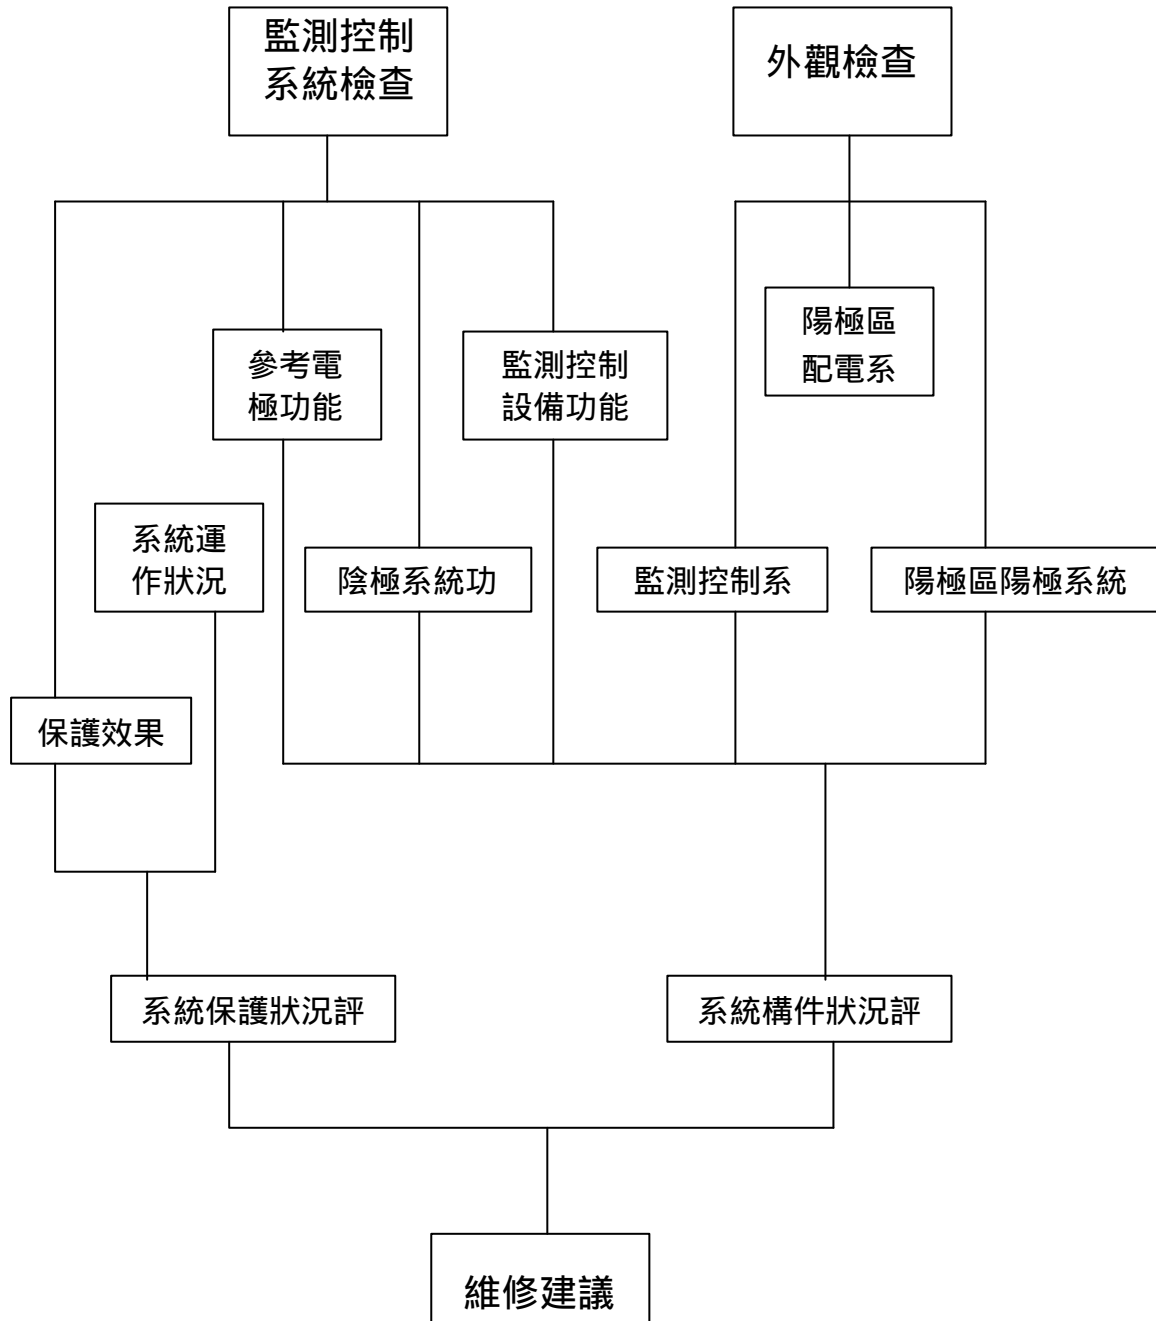 監測控制
系統檢查
外觀檢查
陽極區
配電系
參考電
極功能
監測控制
設備功能
系統運
作狀況
陰極系統功
監測控制系
陽極區陽極系統
保護效果
系統保護狀況評
系統構件狀況評
維修建議